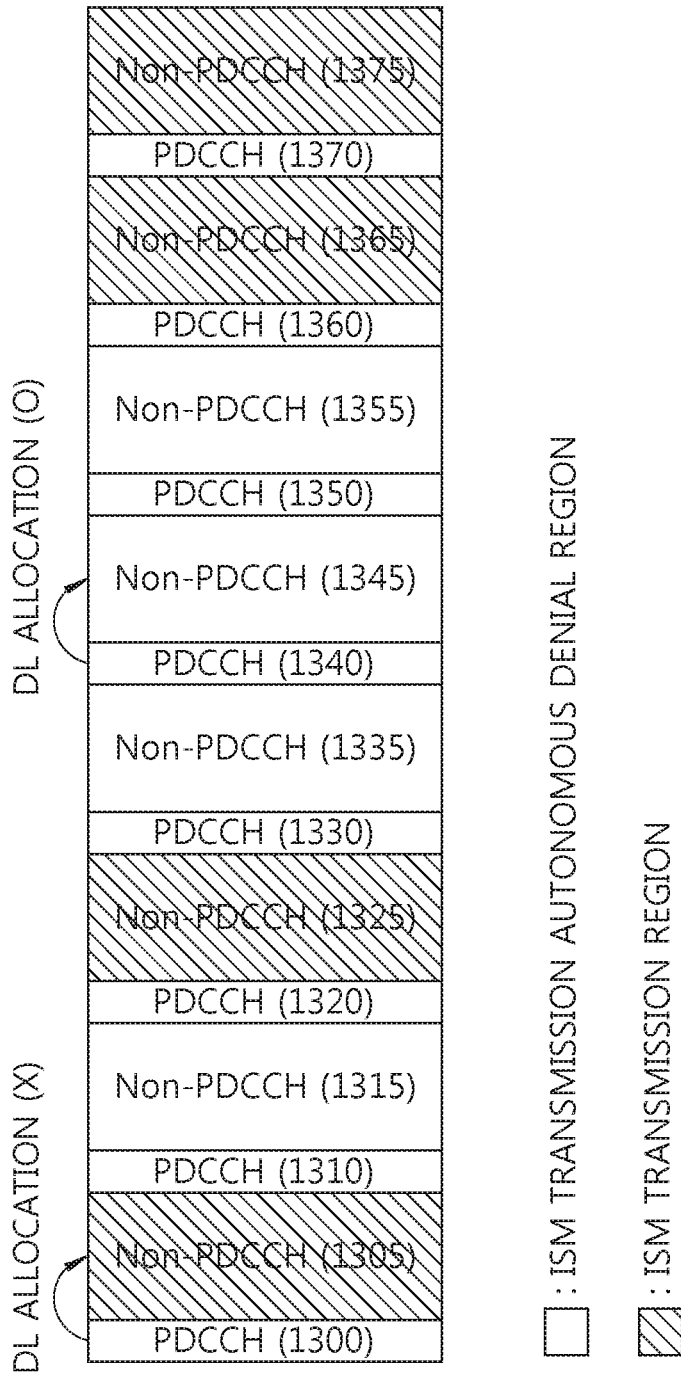 Non-PDCCH (1375)
PDCCH (1370)
Non-PDCCH (1365)
PDCCH (1360)
Non-PDCCH (1355)
PDCCH (1350)
Non-PDCCH (1345)
PDCCH (1340)
Non-PDCCH (1335)
PDCCH (1330)
Non-PDCCH (1325)
PDCCH (1320)
Non-PDCCH (1315)
PDCCH (1310)
Non-PDCCH (1305)
PDCCH (1300)
DL ALLOCATION (O)
DL ALLOCATION (X)
: ISM TRANSMISSION AUTONOMOUS DENIAL REGION
: ISM TRANSMISSION REGION